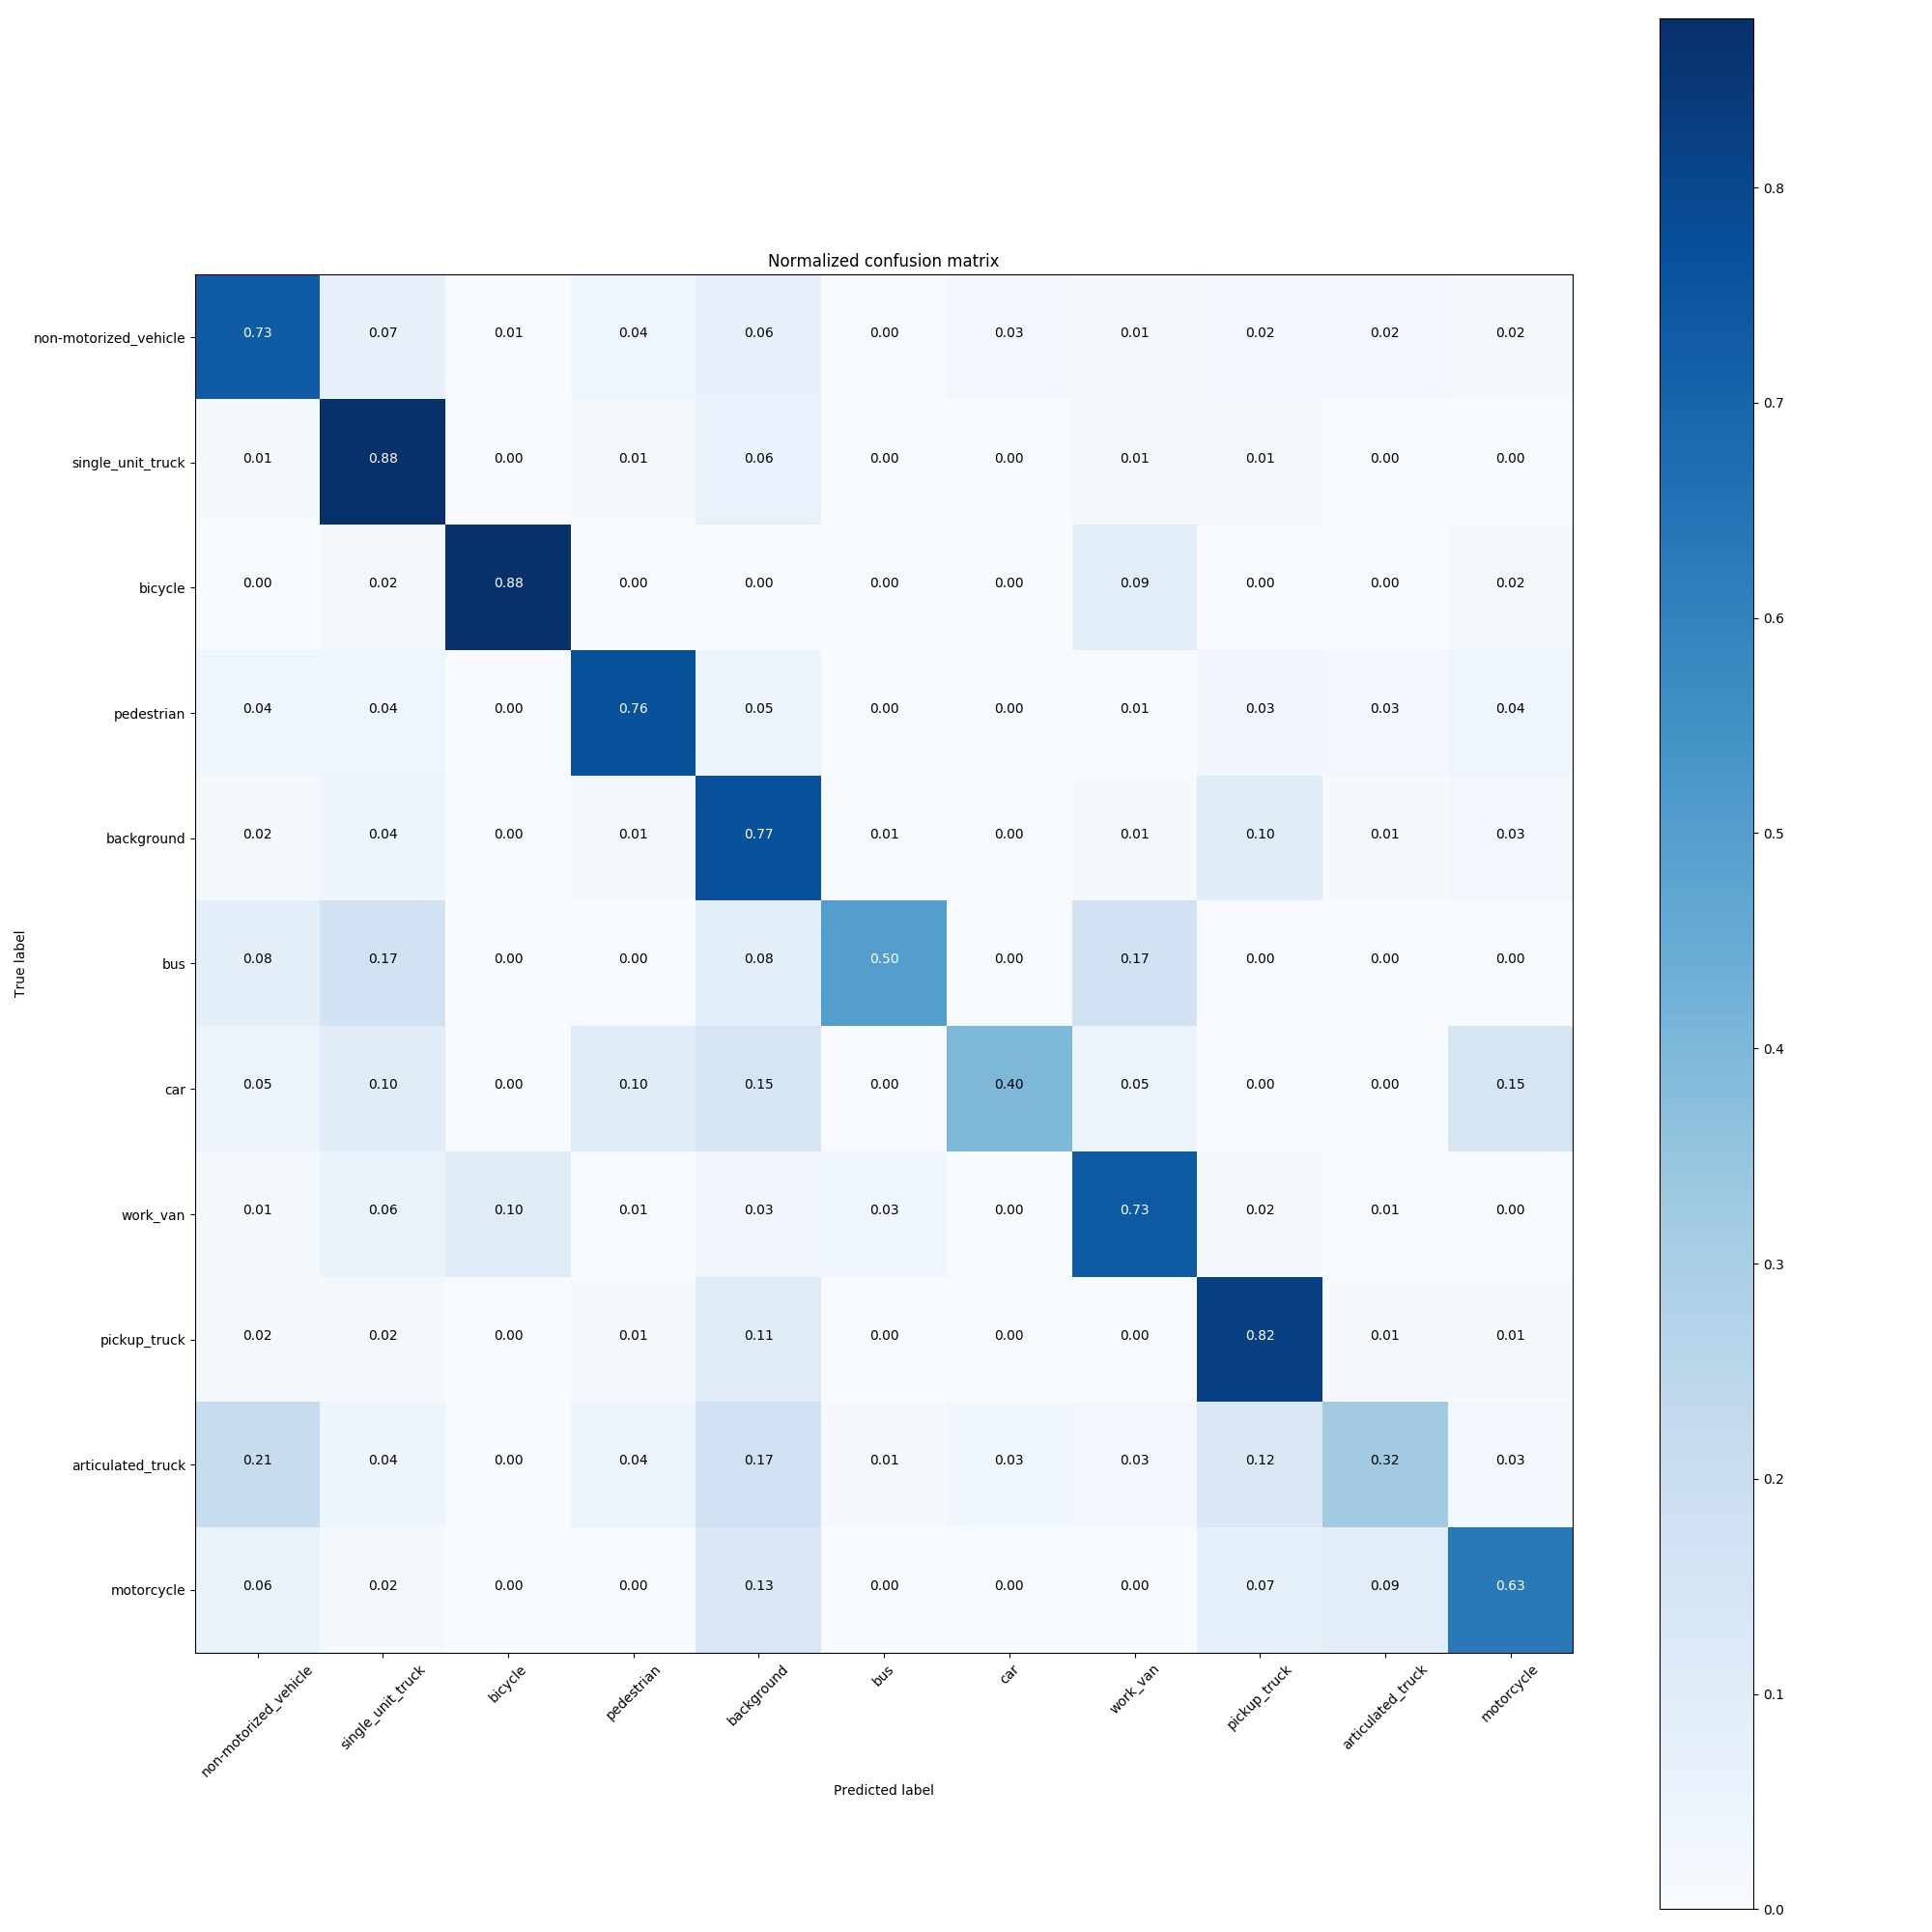 Normalized confusion matrix
True label
non-motorized_vehicle 0.73 0.07 0.01 0.04 0.06 0.00 0.03 0.01 0.02 0.02 0.02
single_unit_truck 0.01 0.88 0.00 0.01 0.06 0.00 0.00 0.01 0.01 0.00 0.00
bicycle 0.00 0.02 0.88 0.00 0.00 0.00 0.00 0.09 0.00 0.00 0.02
pedestrian 0.04 0.04 0.00 0.76 0.05 0.00 0.00 0.01 0.03 0.03 0.04
background 0.02 0.04 0.00 0.01 0.77 0.01 0.00 0.01 0.10 0.01 0.03
bus 0.08 0.17 0.00 0.00 0.08 0.50 0.00 0.17 0.00 0.00 0.00
car 0.05 0.10 0.00 0.10 0.15 0.00 0.40 0.05 0.00 0.00 0.15
work_van 0.01 0.06 0.10 0.01 0.03 0.03 0.00 0.73 0.02 0.01 0.00
pickup_truck 0.02 0.02 0.00 0.01 0.11 0.00 0.00 0.00 0.82 0.01 0.01
articulated_truck 0.21 0.04 0.00 0.04 0.17 0.01 0.03 0.03 0.12 0.32 0.03
motorcycle 0.06 0.02 0.00 0.00 0.13 0.00 0.00 0.00 0.07 0.09 0.63
non-motorized_vehicle
single_unit_truck
bicycle
pedestrian
background
bus
car
work_van
pickup_truck
articulated_truck
motorcycle
Predicted label
0.8
0.7
0.6
0.5
0.4
0.3
0.2
0.1
0.0